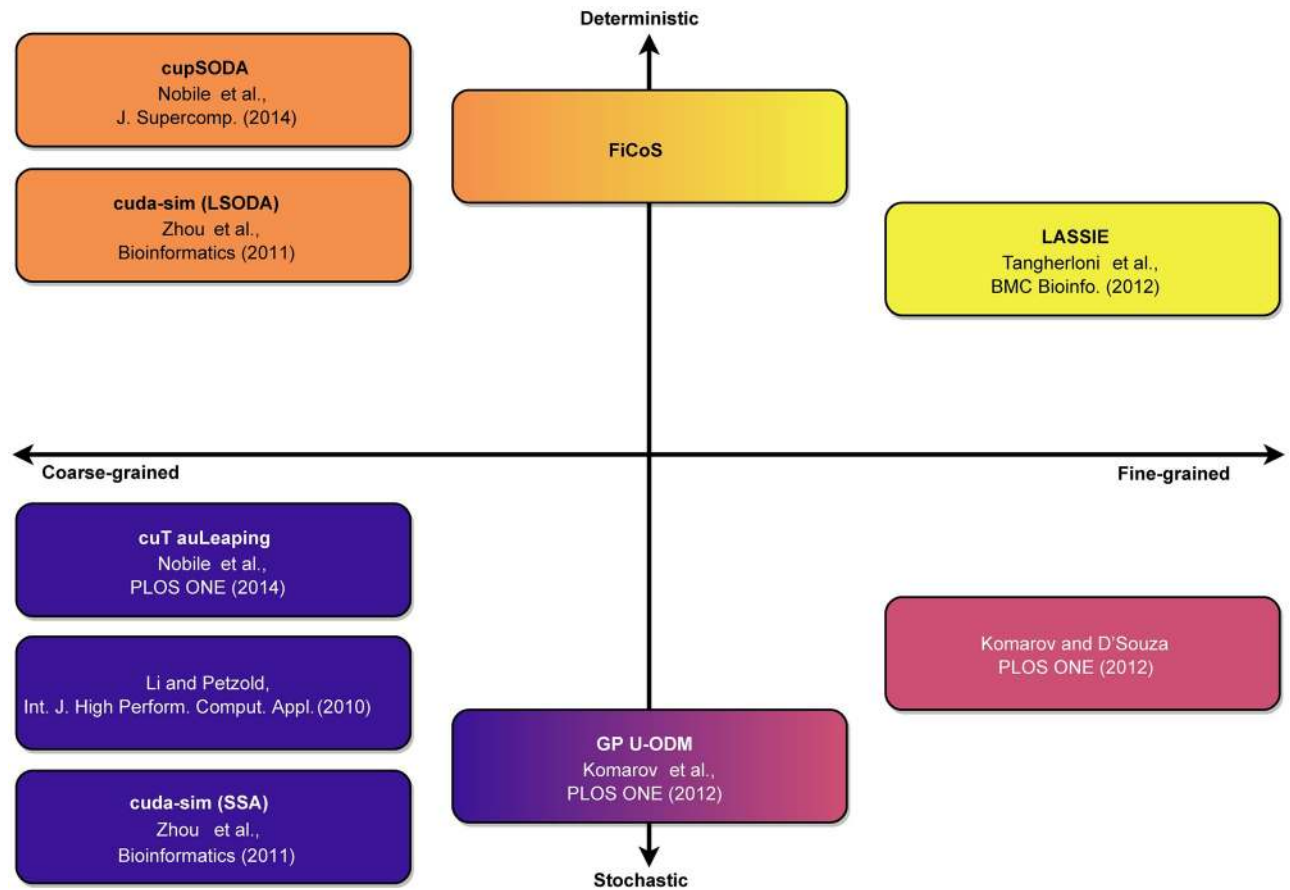 Deterministic
cupSODA
Nobile et al.,
J. Supercomp. (2014)
FiCoS
cuda-sim (LSODA)
Zhou et al.,
Bioinformatics (2011)
LASSIE
Tangherloni et al.,
BMC Bioinfo. (2012)
Coarse-grained
Fine-grained
cuT auLeaping
Nobile et al.,
PLOS ONE (2014)
Komarov and D'Souza
PLOS ONE (2012)
Li and Petzold,
Int. J. High Perform. Comput. Appl. (2010)
GP U-ODM
Komarov et al.,
PLOS ONE (2012)
cuda-sim (SSA)
Zhou et al.,
Bioinformatics (2011)
Stochastic